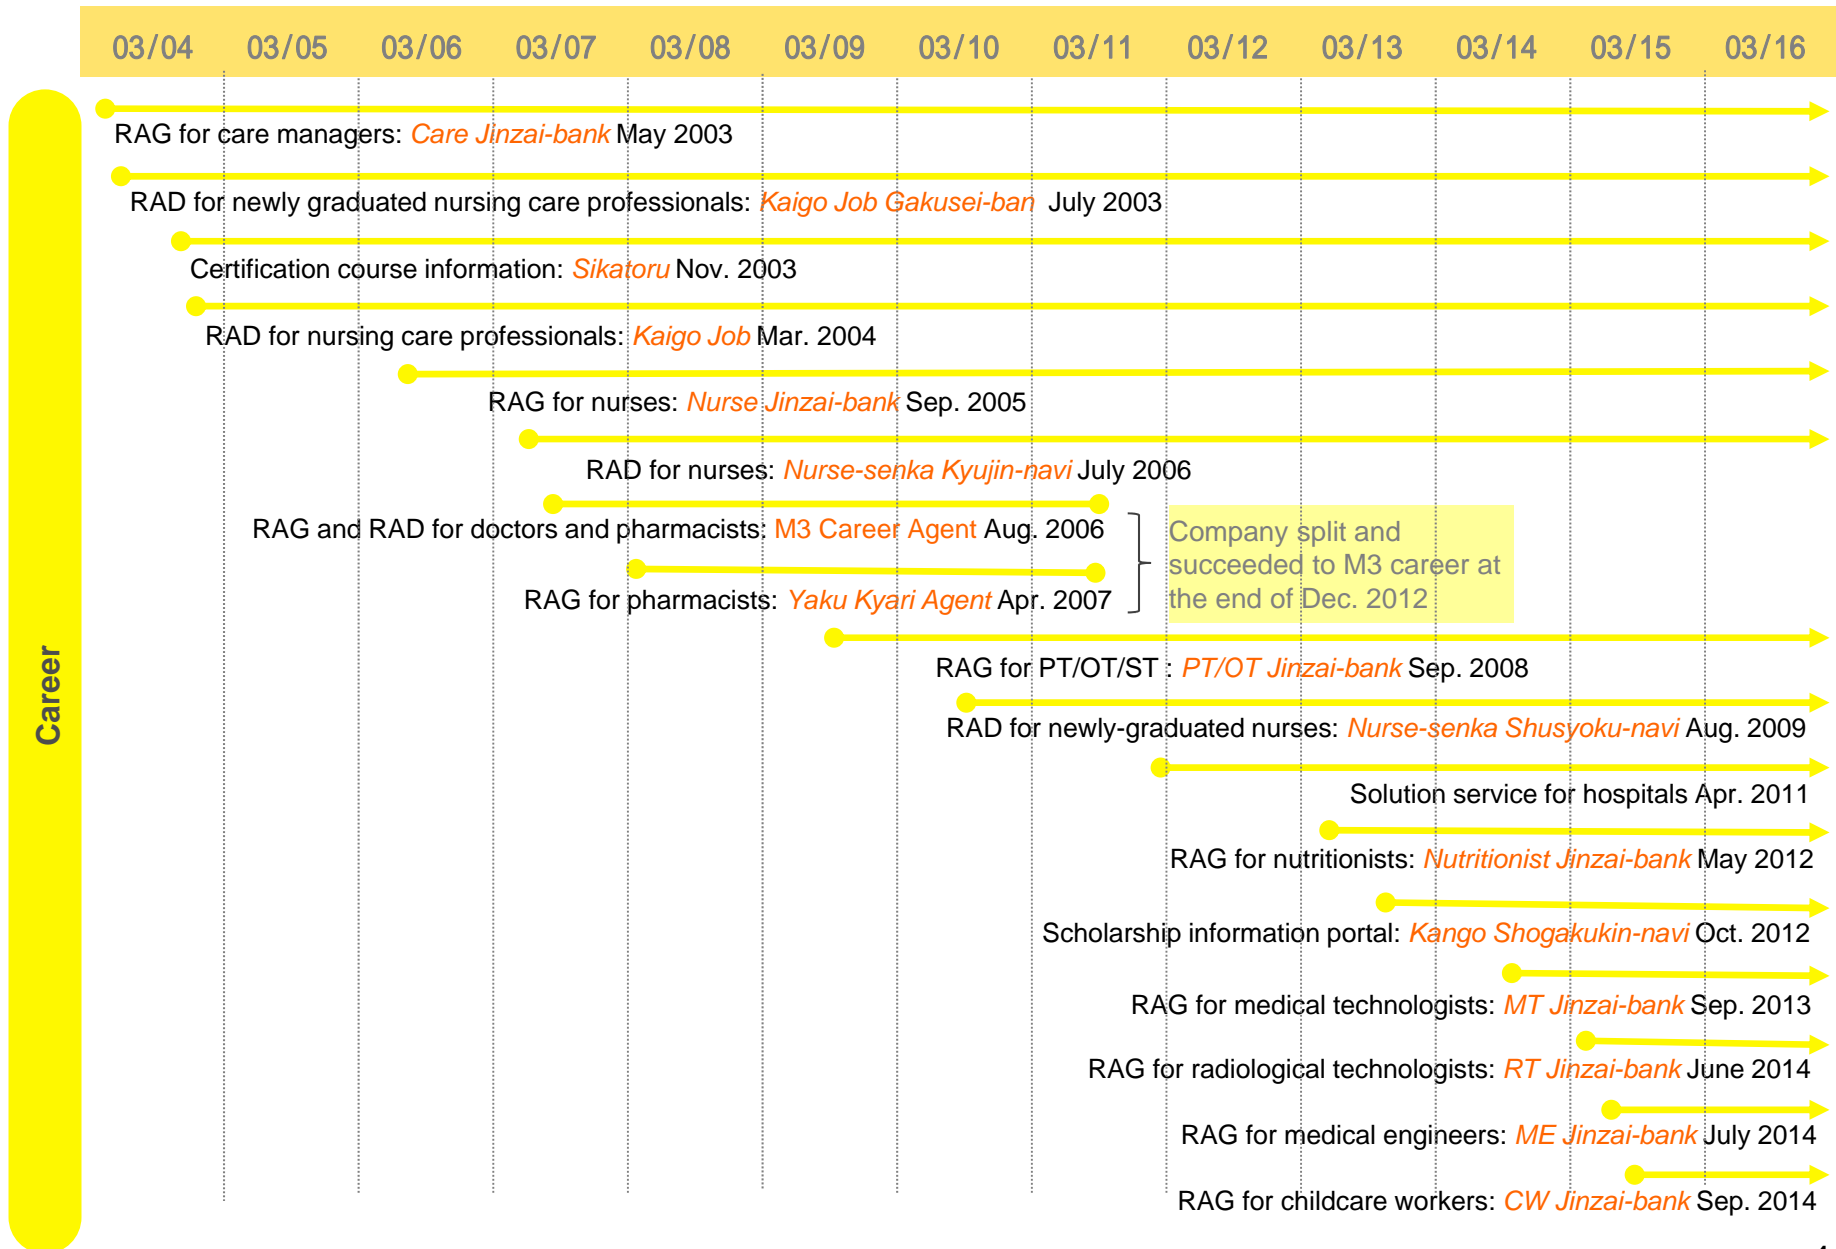 03/04 03/05 03/06 03/07 03/08 03/09 03/10 03/11 03/12 03/13 03/14 03/15 03/16
Career
RAG for care managers: Care Jinzai-bank May 2003
RAD for newly graduated nursing care professionals: Kaigo Job Gakusei-ban July 2003
Certification course information: Sikatoru Nov. 2003
RAD for nursing care professionals: Kaigo Job Mar. 2004
RAG for nurses: Nurse Jinzai-bank Sep. 2005
RAD for nurses: Nurse-senka Kyujin-navi July 2006
RAG and RAD for doctors and pharmacists: M3 Career Agent Aug. 2006
RAG for pharmacists: Yaku Kyari Agent Apr. 2007
Company split and
succeeded to M3 career at
the end of Dec. 2012
RAG for PT/OT/ST : PT/OT Jinzai-bank Sep. 2008
RAD for newly-graduated nurses: Nurse-senka Shusyoku-navi Aug. 2009
Solution service for hospitals Apr. 2011
RAG for nutritionists: Nutritionist Jinzai-bank May 2012
Scholarship information portal: Kango Shogakukin-navi Oct. 2012
RAG for medical technologists: MT Jinzai-bank Sep. 2013
RAG for radiological technologists: RT Jinzai-bank June 2014
RAG for medical engineers: ME Jinzai-bank July 2014
RAG for childcare workers: CW Jinzai-bank Sep. 2014